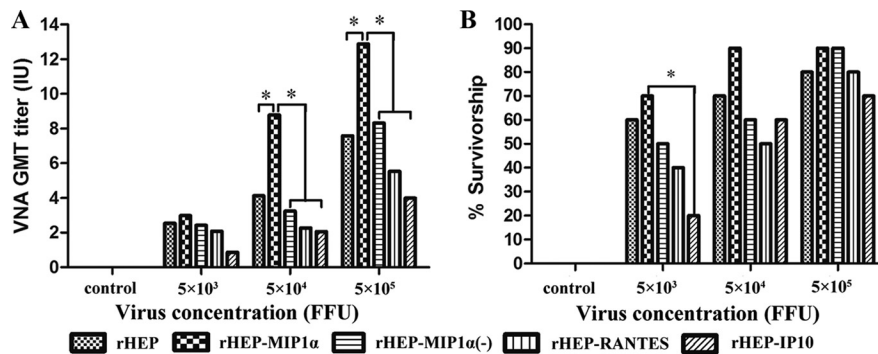 A
VNA GMT titer (IU)
14
12
10
8
6
4
2
0
* *
* *
control 5×10³ 5×10⁴ 5×10⁵
Virus concentration (FFU)
B
% Survivorship
100
90
80
70
60
50
40
30
20
10
0
*
control 5×10³ 5×10⁴ 5×10⁵
Virus concentration (FFU)
rHEP rHEP-MIP1α rHEP-MIP1α(-) rHEP-RANTES rHEP-IP10